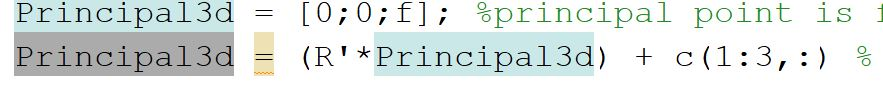 Principal3d = [0;0;f]; %principal point is
Principal3d = (R'*Principal3d) + c(1:3,:) %